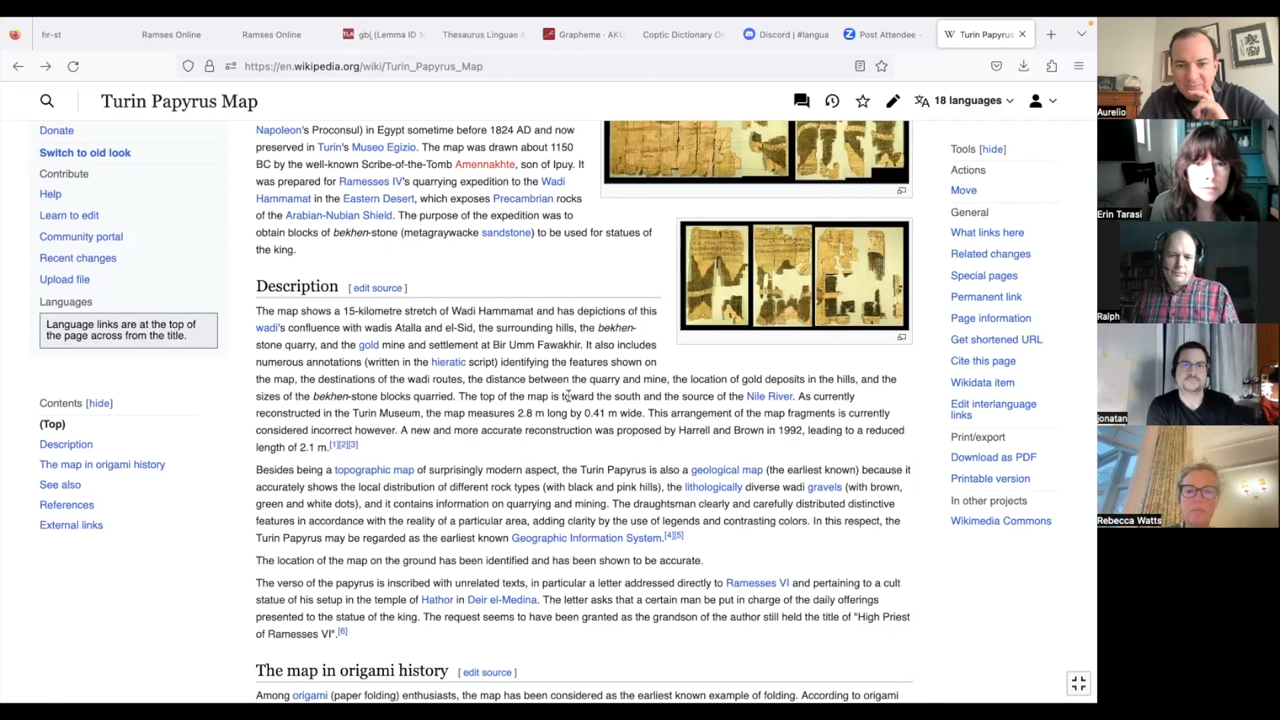 hr-st
Ramses Online
Ramses Online
TLA gbi_(Lemma ID 1
Thesaurus Linguae
Grapheme - AKU
Coptic Dictionary On
Discord | #langua
Post Attendee -
W Turin Papyrus
https://en.wikipedia.org/wiki/Turin_Papyrus_Map
Turin Papyrus Map
18 languages
Donate
Switch to old look
Contribute
Help
Learn to edit
Community portal
Recent changes
Upload file
Languages
Language links are at the top of
the page across from the title.
Contents [hide]
(Top)
Description
The map in origami history
See also
References
External links
Napoleon's Proconsul) in Egypt sometime before 1824 AD and now
preserved in Turin's Museo Egizio. The map was drawn about 1150
BC by the well-known Scribe-of-the-Tomb Amennakhte, son of Ipuy. It
was prepared for Ramesses IV's quarrying expedition to the Wadi
Hammamat in the Eastern Desert, which exposes Precambrian rocks
of the Arabian-Nubian Shield. The purpose of the expedition was to
obtain blocks of bekhen-stone (metagraywacke sandstone) to be used for statues of
the king.
Description [ edit source ]
The map shows a 15-kilometre stretch of Wadi Hammamat and has depictions of this
wadi's confluence with wadis Atalla and el-Sid, the surrounding hills, the bekhen-
stone quarry, and the gold mine and settlement at Bir Umm Fawakhir. It also includes
numerous annotations (written in the hieratic script) identifying the features shown on
the map, the destinations of the wadi routes, the distance between the quarry and mine, the location of gold deposits in the hills, and the
sizes of the bekhen-stone blocks quarried. The top of the map is toward the south and the source of the Nile River. As currently
reconstructed in the Turin Museum, the map measures 2.8 m long by 0.41 m wide. This arrangement of the map fragments is currently
considered incorrect however. A new and more accurate reconstruction was proposed by Harrell and Brown in 1992, leading to a reduced
length of 2.1 m.[1][2][3]
Besides being a topographic map of surprisingly modern aspect, the Turin Papyrus is also a geological map (the earliest known) because it
accurately shows the local distribution of different rock types (with black and pink hills), the lithologically diverse wadi gravels (with brown,
green and white dots), and it contains information on quarrying and mining. The draughtsman clearly and carefully distributed distinctive
features in accordance with the reality of a particular area, adding clarity by the use of legends and contrasting colors. In this respect, the
Turin Papyrus may be regarded as the earliest known Geographic Information System.[4][5]
The location of the map on the ground has been identified and has been shown to be accurate.
The verso of the papyrus is inscribed with unrelated texts, in particular a letter addressed directly to Ramesses VI and pertaining to a cult
statue of his setup in the temple of Hathor in Deir el-Medina. The letter asks that a certain man be put in charge of the daily offerings
presented to the statue of the king. The request seems to have been granted as the grandson of the author still held the title of "High Priest
of Ramesses VI".[6]
The map in origami history [ edit source ]
Among origami (paper folding) enthusiasts, the map has been considered as the earliest known example of folding. According to origami
Tools [hide]
Actions
Move
General
What links here
Related changes
Special pages
Permanent link
Page information
Get shortened URL
Cite this page
Wikidata item
Edit interlanguage
links
Print/export
Download as PDF
Printable version
In other projects
Wikimedia Commons
Aurelio
Erin Tarasi
Ralph
jonatan
Rebecca Watts